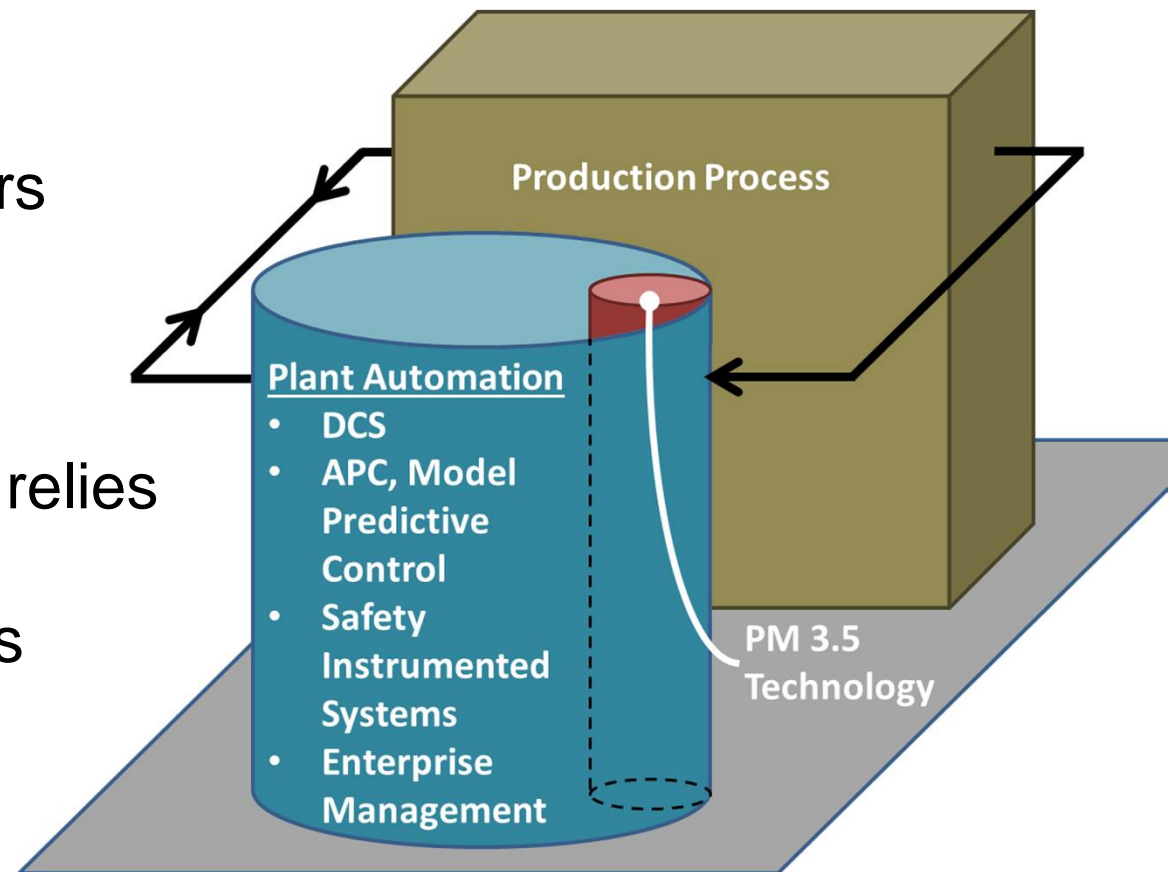 rs
relies
s
Production Process
Plant Automation
• DCS
• APC, Model
Predictive
Control
• Safety
Instrumented
Systems
• Enterprise
Management
PM 3.5
Technology